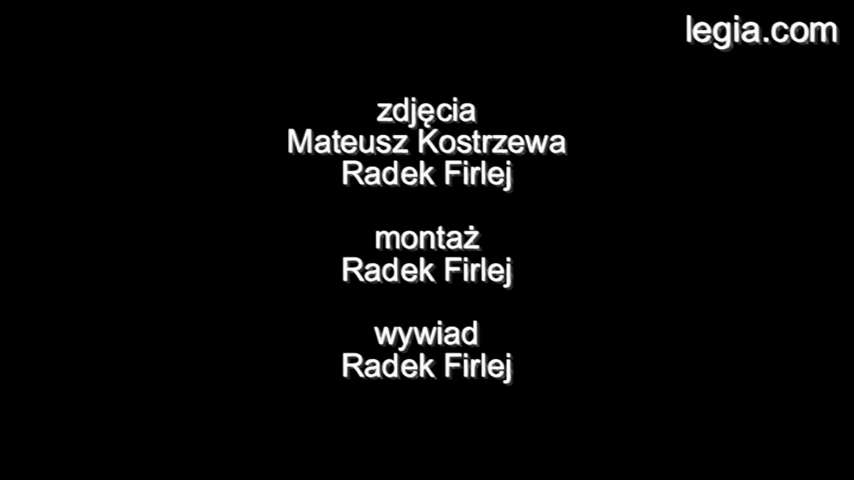 legia.com
zdjęcia
Mateusz Kostrzewa
Radek Firlej
montaż
Radek Firlej
wywiad
Radek Firlej